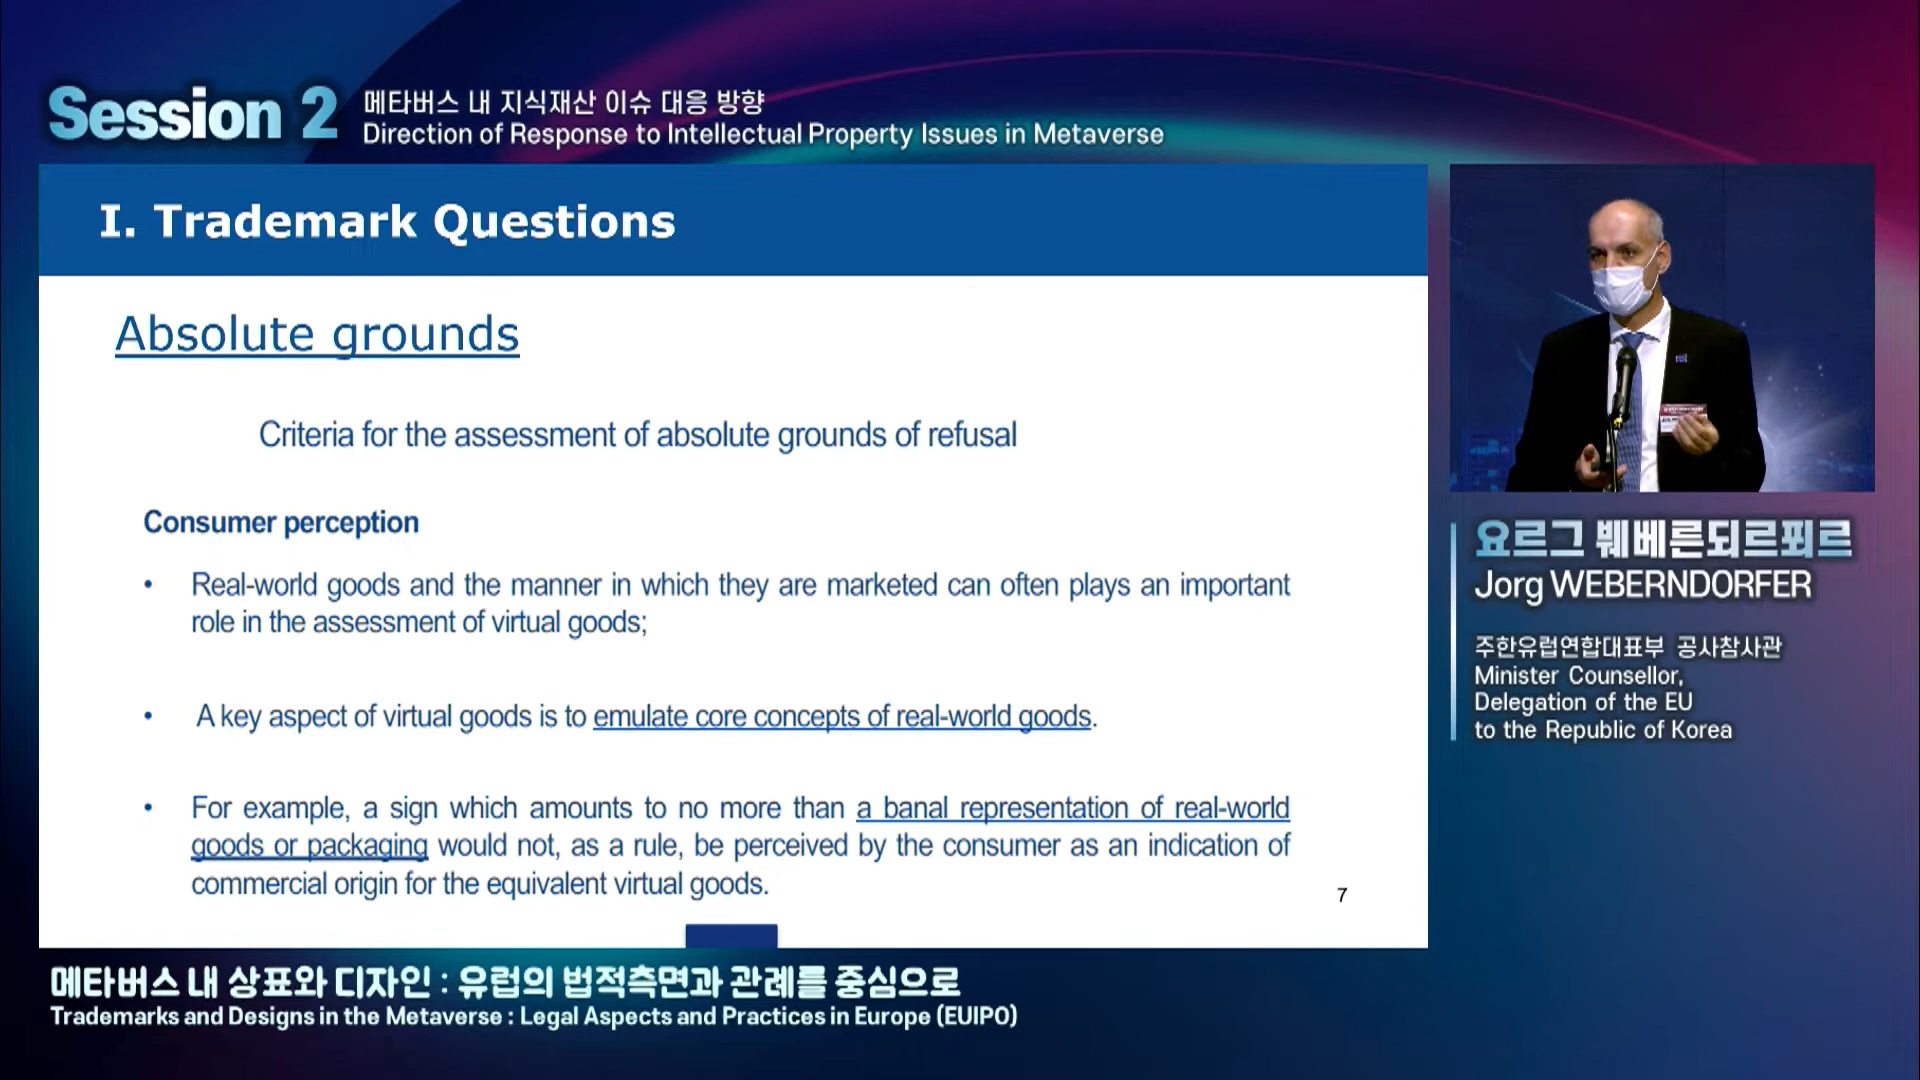 Session 2
메타버스 내 지식재산 이슈 대응 방향
Direction of Response to Intellectual Property Issues in Metaverse
I. Trademark Questions
Absolute grounds
Criteria for the assessment of absolute grounds of refusal
Consumer perception
• Real-world goods and the manner in which they are marketed can often plays an important
role in the assessment of virtual goods;
• A key aspect of virtual goods is to emulate core concepts of real-world goods.
• For example, a sign which amounts to no more than a banal representation of real-world
goods or packaging would not, as a rule, be perceived by the consumer as an indication of
commercial origin for the equivalent virtual goods.
7
요르그 붸베른되르푀르
Jorg WEBERNDORFER
주한유럽연합대표부 공사참사관
Minister Counsellor,
Delegation of the EU
to the Republic of Korea
메타버스 내 상표와 디자인 : 유럽의 법적측면과 관례를 중심으로
Trademarks and Designs in the Metaverse : Legal Aspects and Practices in Europe (EUIPO)